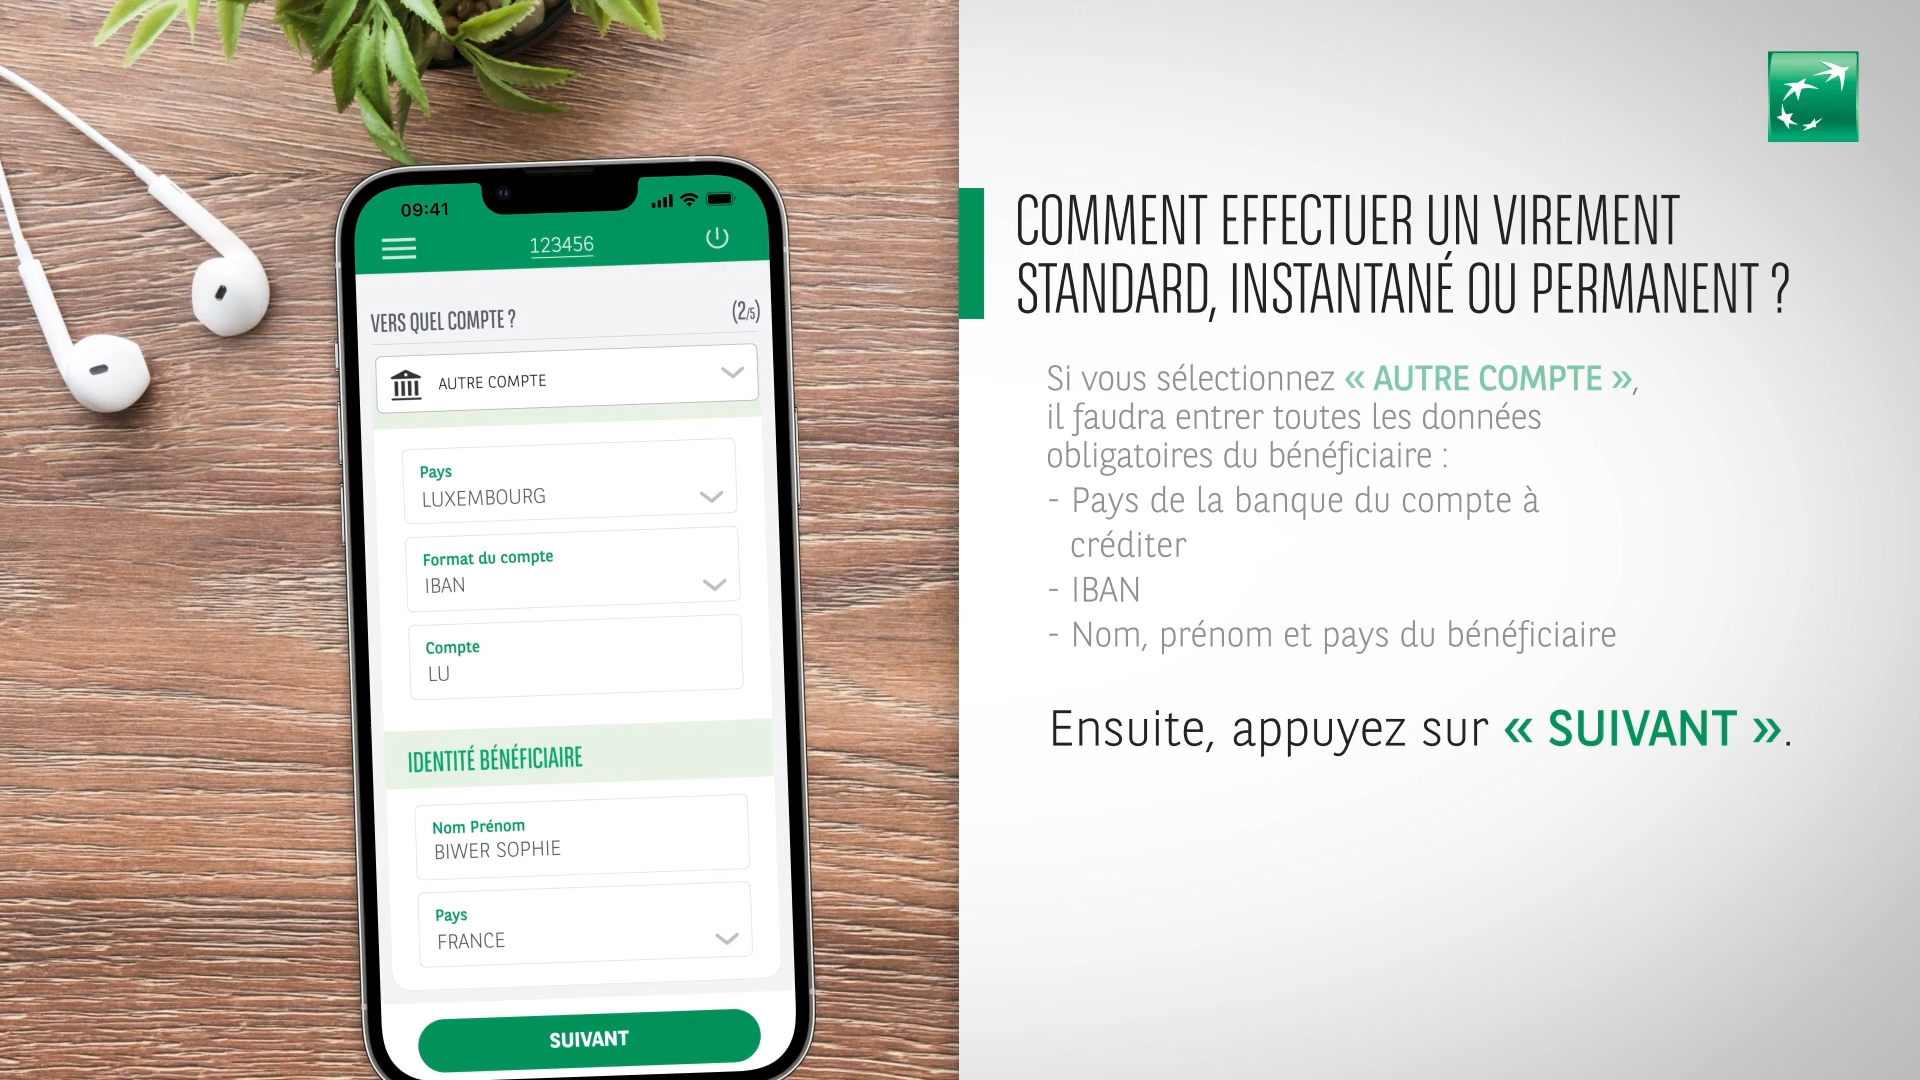 09:41
123456
VERS QUEL COMPTE ?
(2/5)
AUTRE COMPTE
Pays
LUXEMBOURG
Format du compte
IBAN
Compte
LU
IDENTITÉ BÉNÉFICIAIRE
Nom Prénom
BIWER SOPHIE
Pays
FRANCE
SUIVANT
COMMENT EFFECTUER UN VIREMENT
STANDARD, INSTANTANÉ OU PERMANENT ?
Si vous sélectionnez « AUTRE COMPTE »,
il faudra entrer toutes les données
obligatoires du bénéficiaire :
- Pays de la banque du compte à
créditer
- IBAN
- Nom, prénom et pays du bénéficiaire
Ensuite, appuyez sur « SUIVANT ».